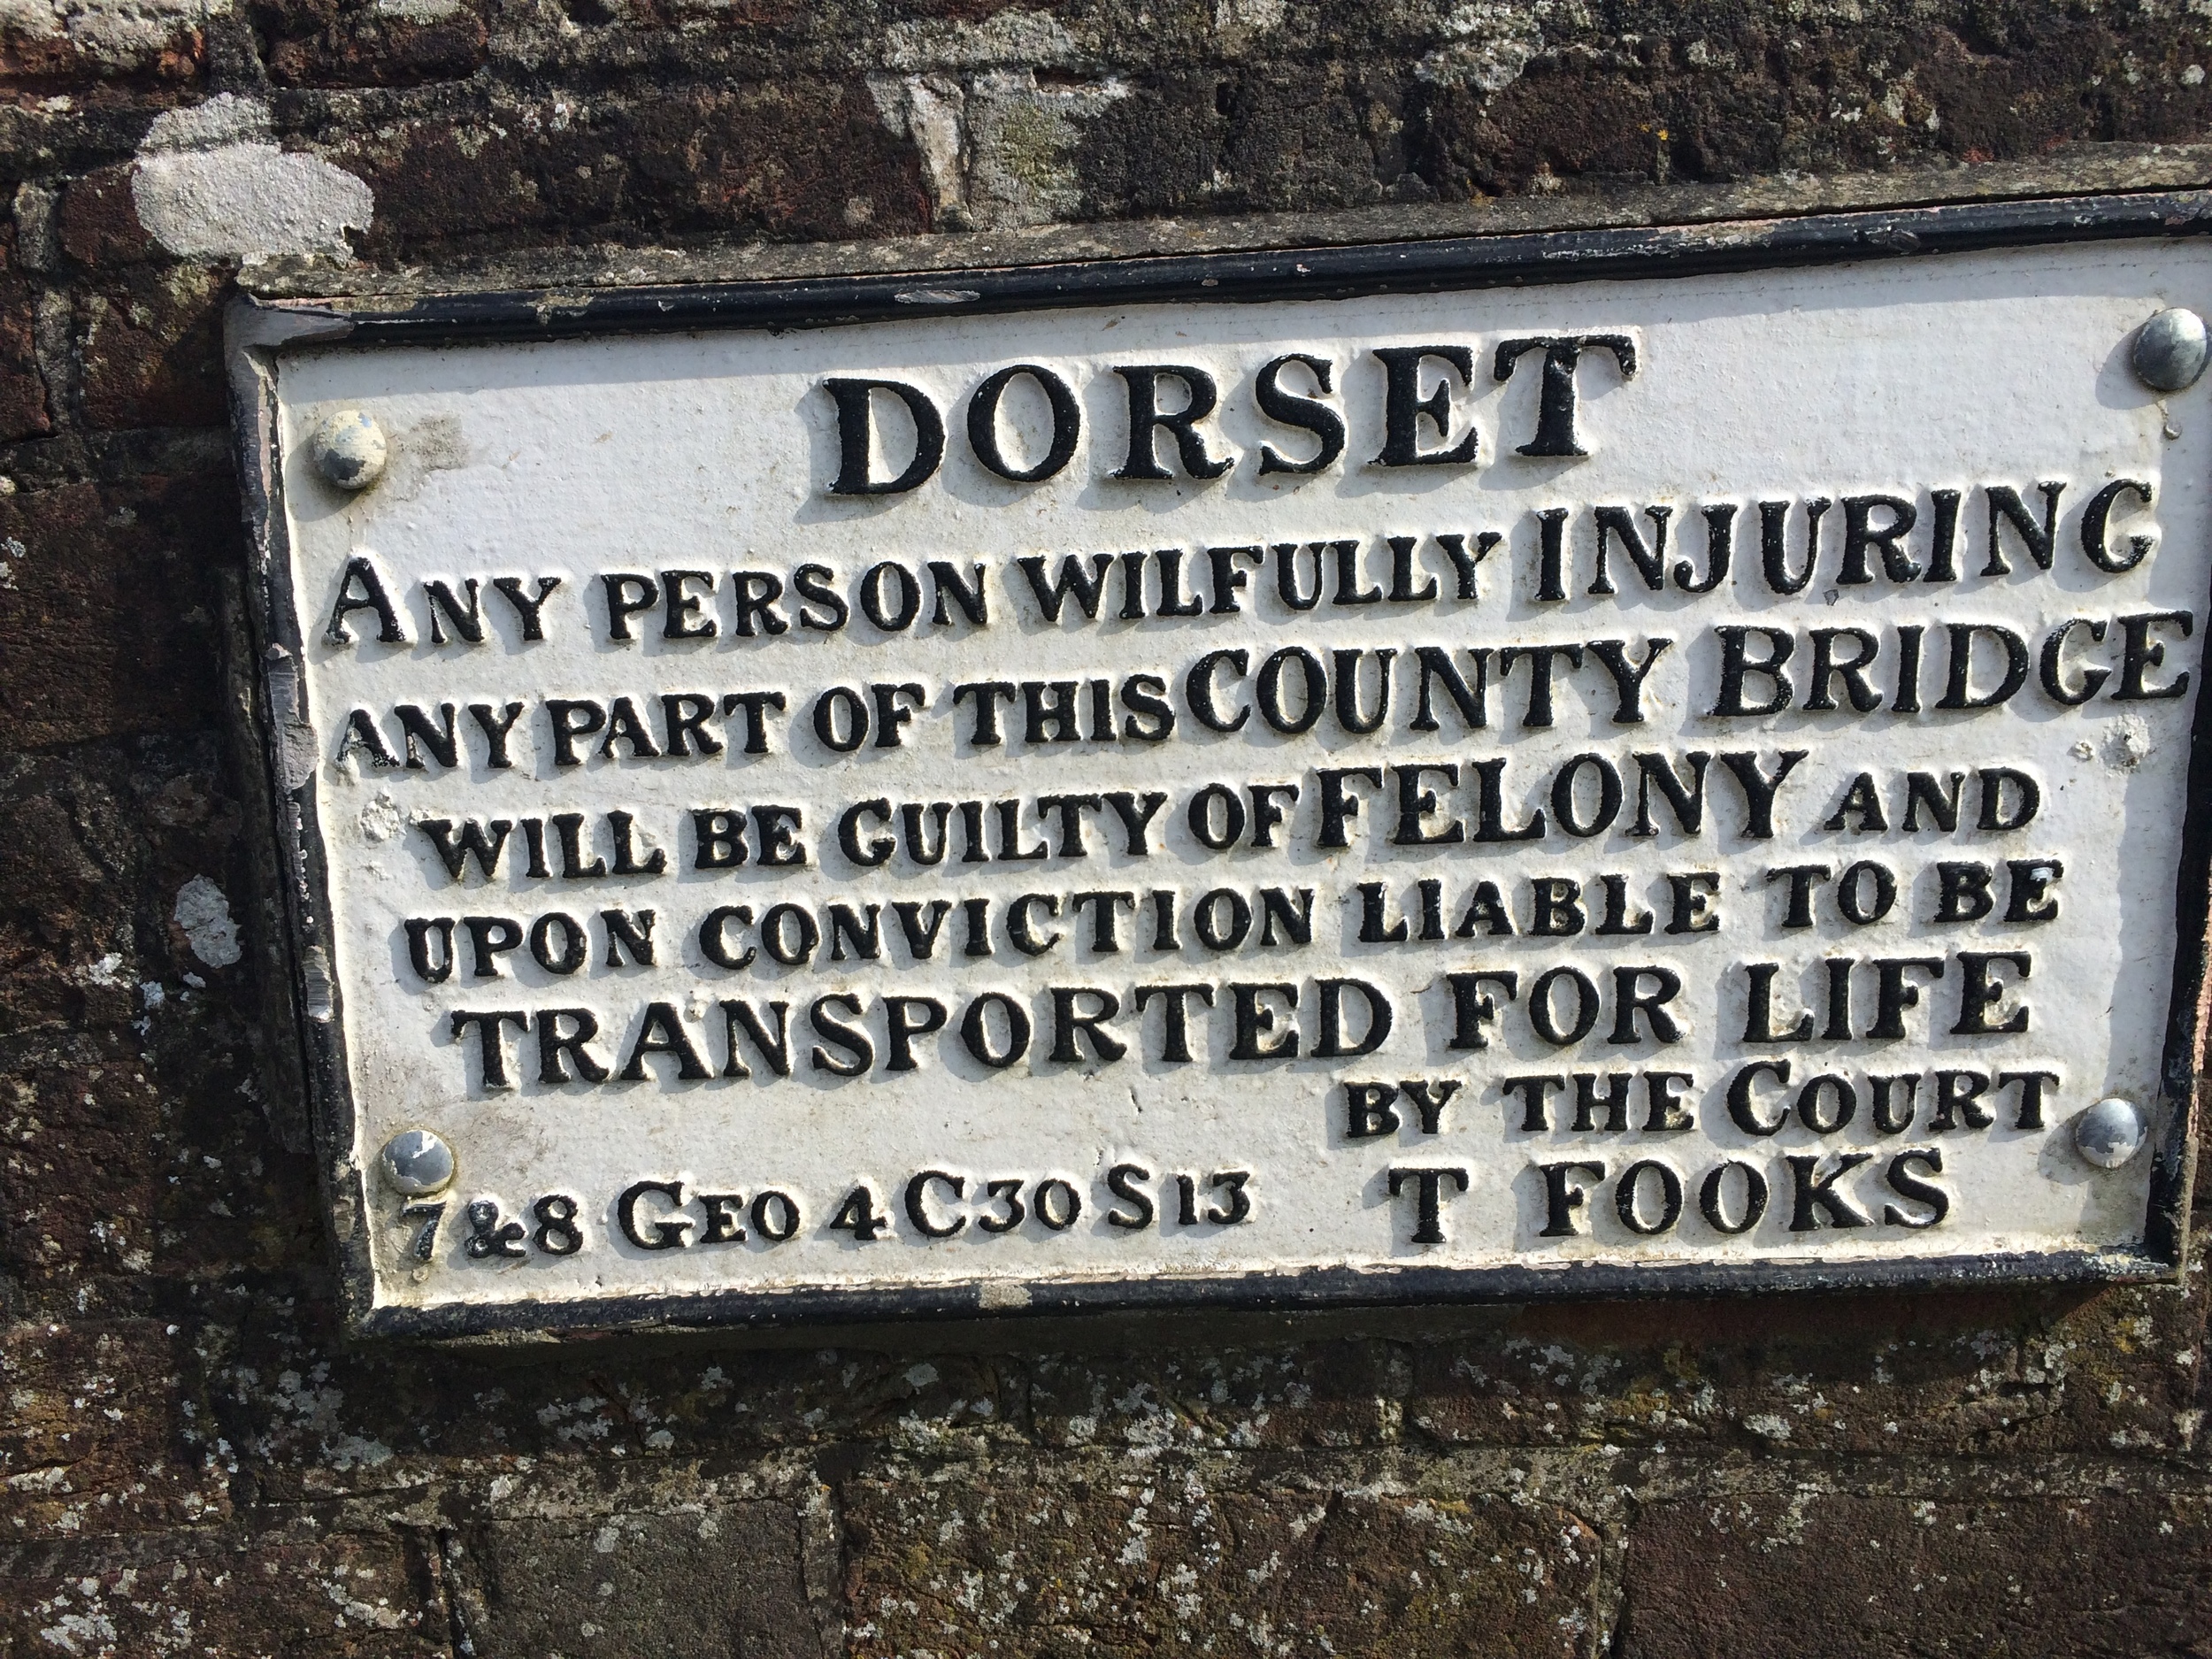 DORSET
ANY PERSON WILFULLY INJURING
ANY PART OF THIS COUNTY BRIDGE
WILL BE GUILTY OF FELONY AND
UPON CONVICTION LIABLE TO BE
TRANSPORTED FOR LIFE
BY THE COURT
7 & 8 GEO 4 C30 S13 T FOOKS